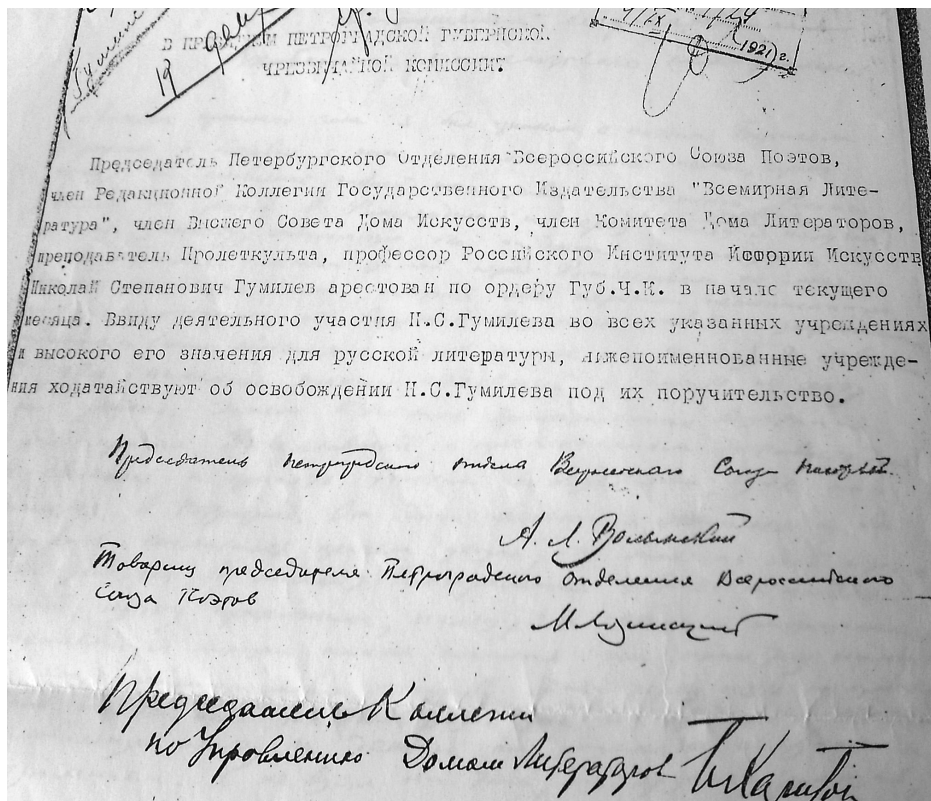 В ПРЕЗИДИУМ ПЕТРОГРАДСКОЙ ГУБЕРНСКОЙ
ЧРЕЗВЫЧАЙНОЙ КОМИССИИ.
1921 г.
19
Председатель Петербургского Отделения Всероссийского Союза Поэтов,
член Редакционной Коллегии Государственного Издательства "Всемирная Лите-
ратура", член Высшего Совета Дома Искусств, член Комитета Дома Литераторов,
преподаватель Пролеткульта, профессор Российского Института Истории Искусств
Николай Степанович Гумилев арестован по ордеру Губ.Ч.К. в начале текущего
месяца. Ввиду деятельного участия Н.С.Гумилева во всех указанных учреждениях
и высокого его значения для русской литературы, нижепоименнованные учрежде-
ния ходатайствуют об освобождении Н.С.Гумилева под их поручительство.
Председатель Петроградского отдела Всероссийского Союза писателей
А. Л. Волынский
Товарищ председателя Петроградского отделения Всероссийского
Союза Поэтов
М Лозинский
Председатель Коллегии
по Управлению Домом Литераторов